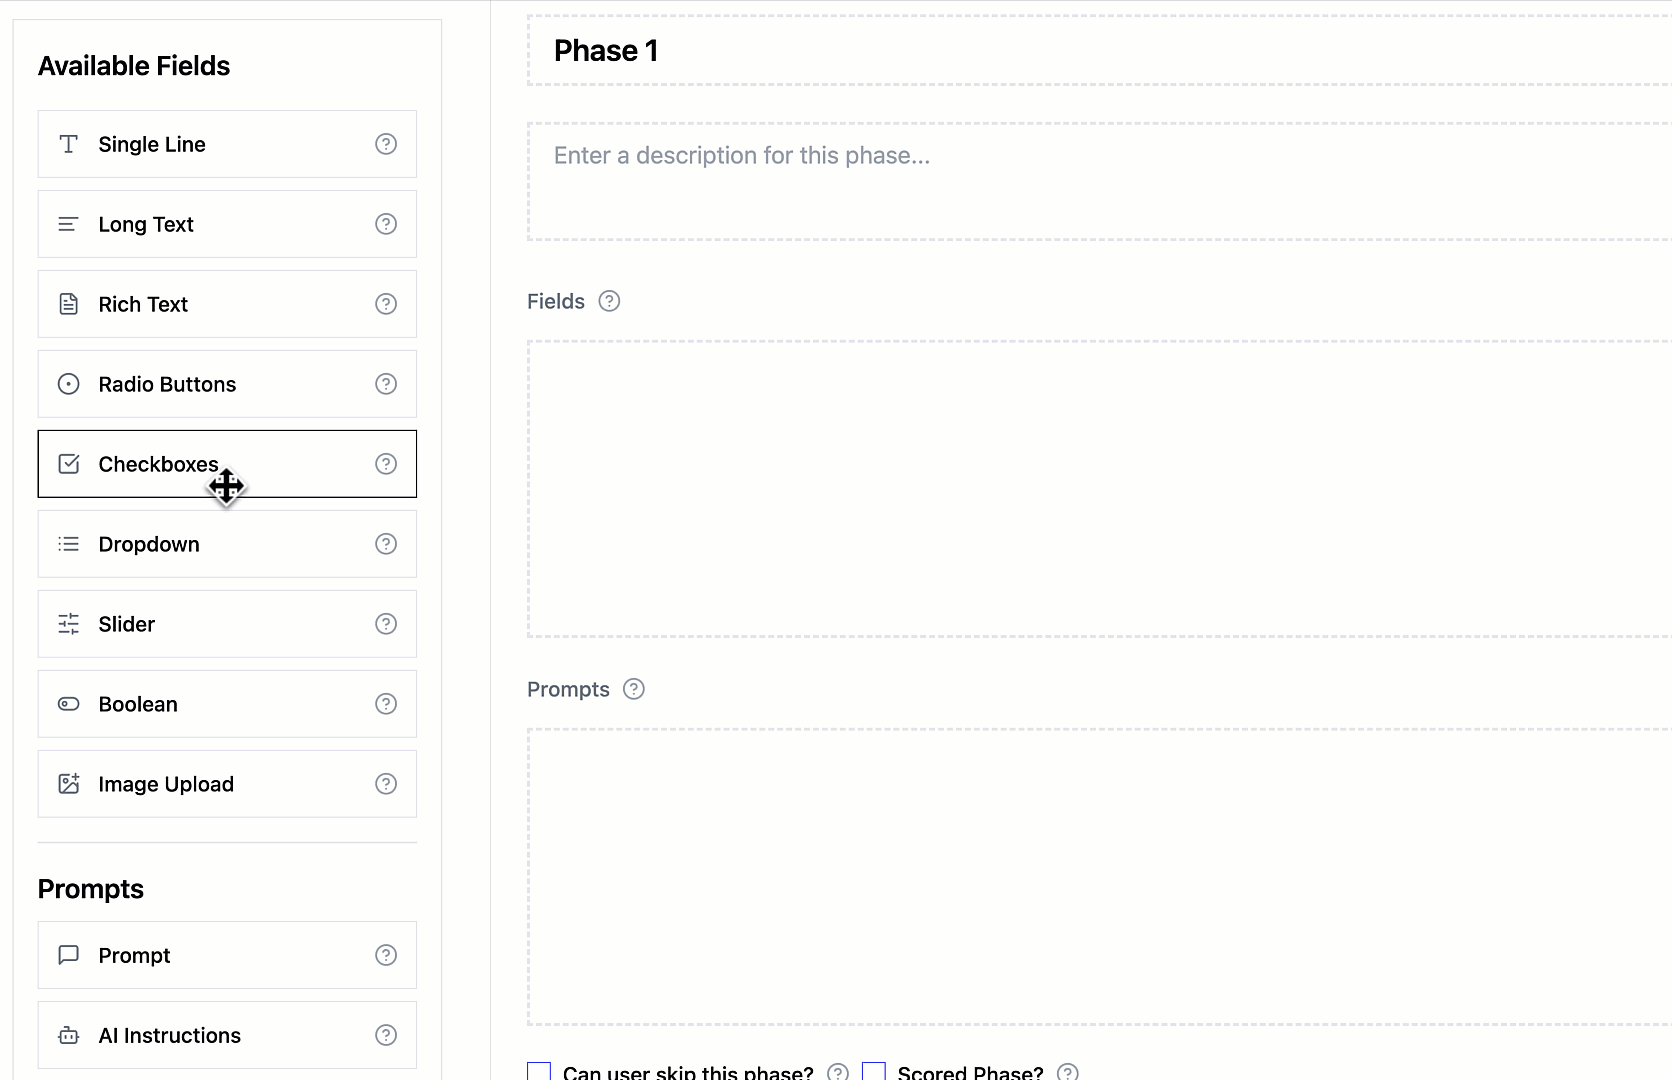 Available Fields
Single Line
Long Text
Rich Text
Radio Buttons
Checkboxes
Dropdown
Slider
Boolean
Image Upload
Prompts
Prompt
AI Instructions
Phase 1
Enter a description for this phase...
Fields
Prompts
Can user skip this phase?
Scored Phase?